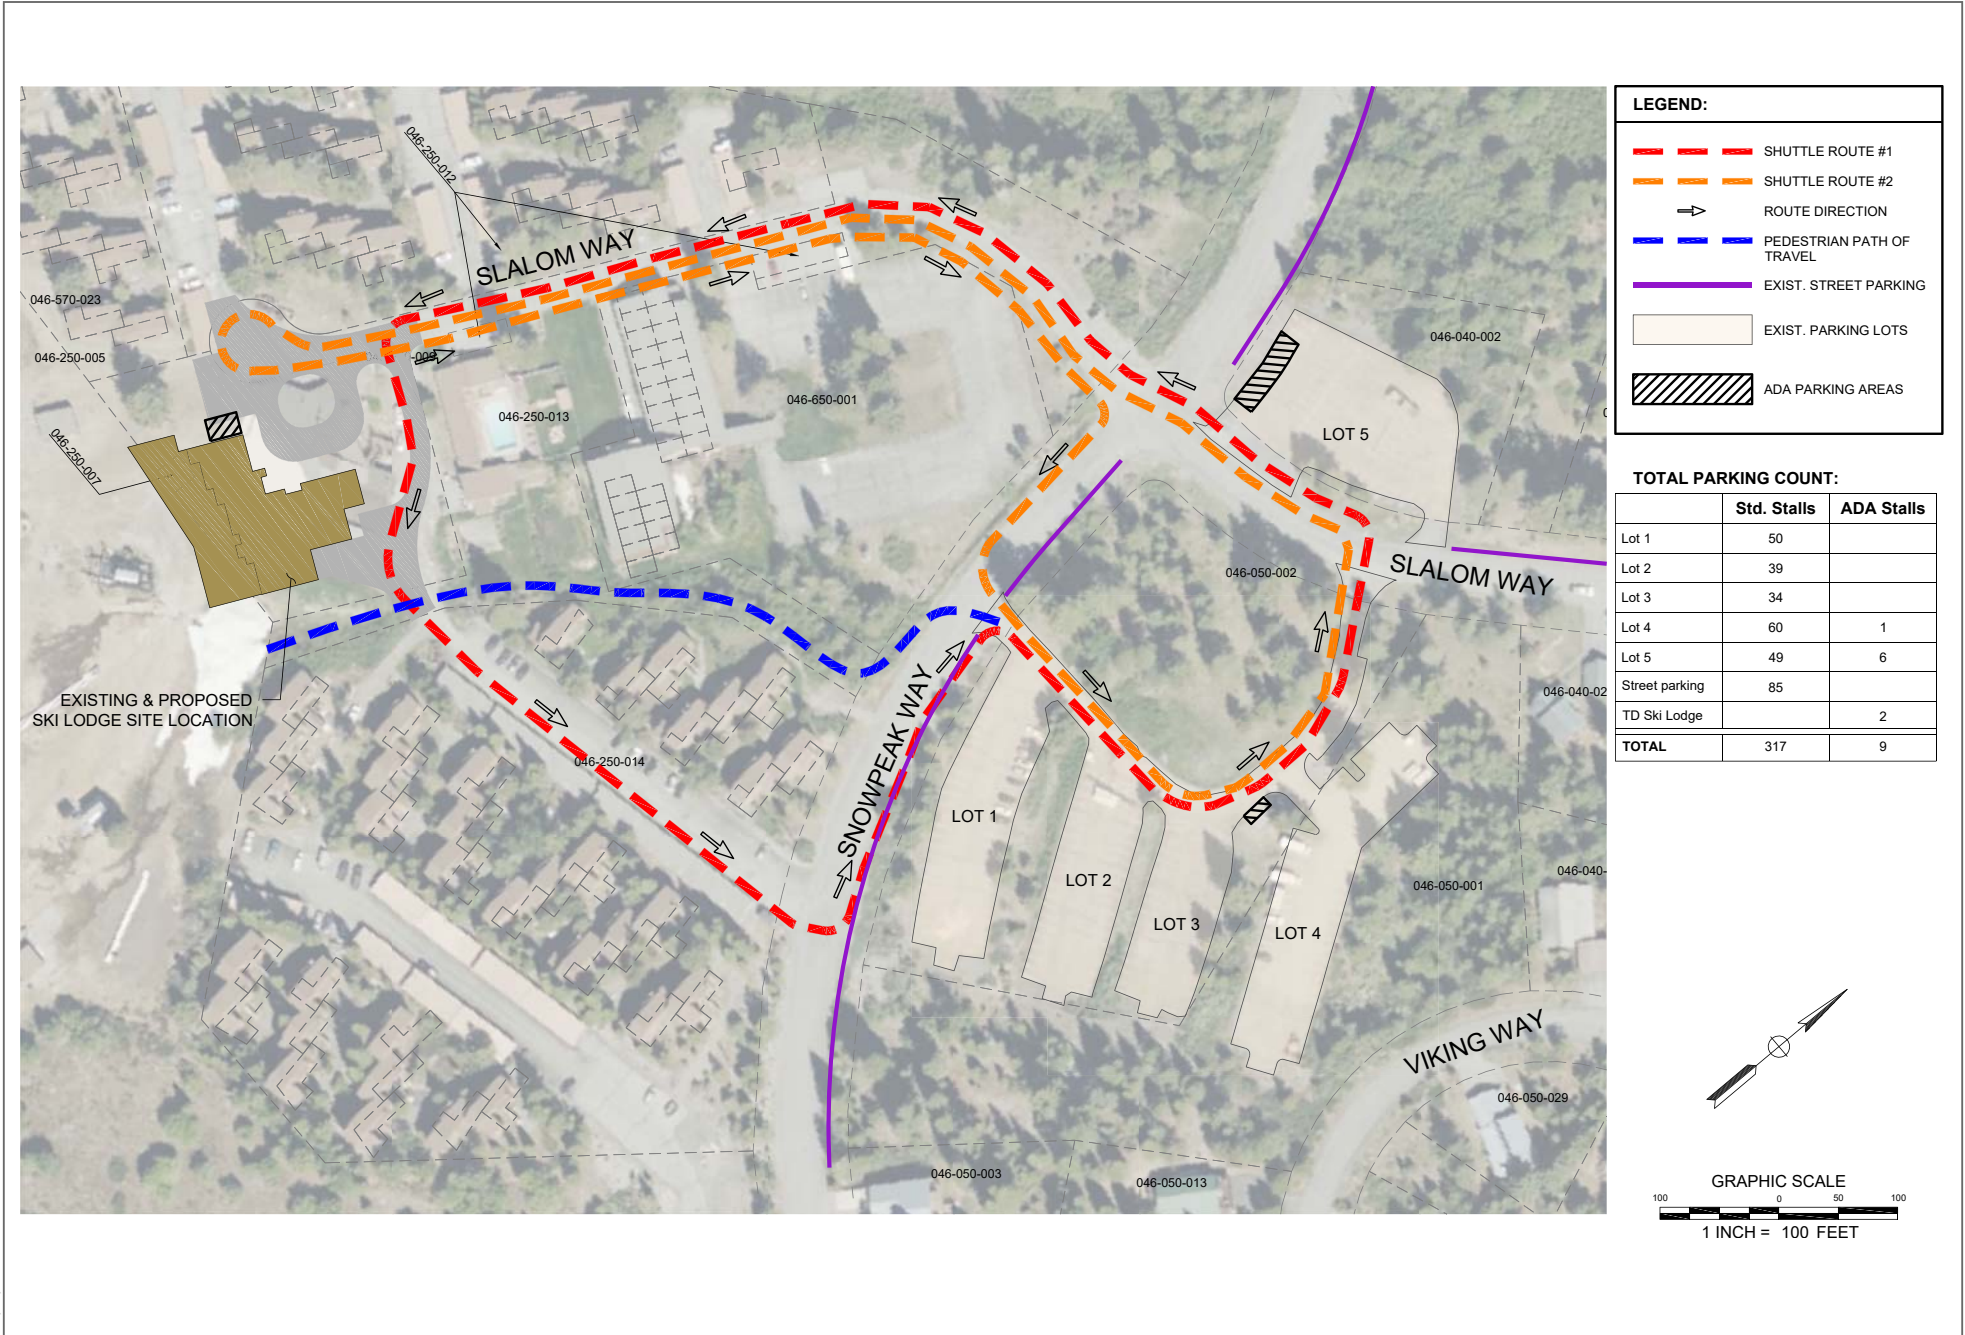 LEGEND:
SHUTTLE ROUTE #1
SHUTTLE ROUTE #2
ROUTE DIRECTION
PEDESTRIAN PATH OF
TRAVEL
EXIST. STREET PARKING
EXIST. PARKING LOTS
ADA PARKING AREAS
TOTAL PARKING COUNT:
Std. Stalls ADA Stalls
Lot 1 50
Lot 2 39
Lot 3 34
Lot 4 60 1
Lot 5 49 6
Street parking 85
TD Ski Lodge 2
TOTAL 317 9
GRAPHIC SCALE
100 0 50 100
1 INCH = 100 FEET
046-250-012
SLALOM WAY
046-570-023
046-250-005
046-250-007
046-250-013
046-650-001
046-040-002
LOT 5
046-050-002
SLALOM WAY
EXISTING & PROPOSED
SKI LODGE SITE LOCATION
046-250-014
SNOWPEAK WAY
046-040-02
LOT 1
LOT 2
LOT 3
LOT 4
046-050-001
046-040-
VIKING WAY
046-050-029
046-050-003
046-050-013